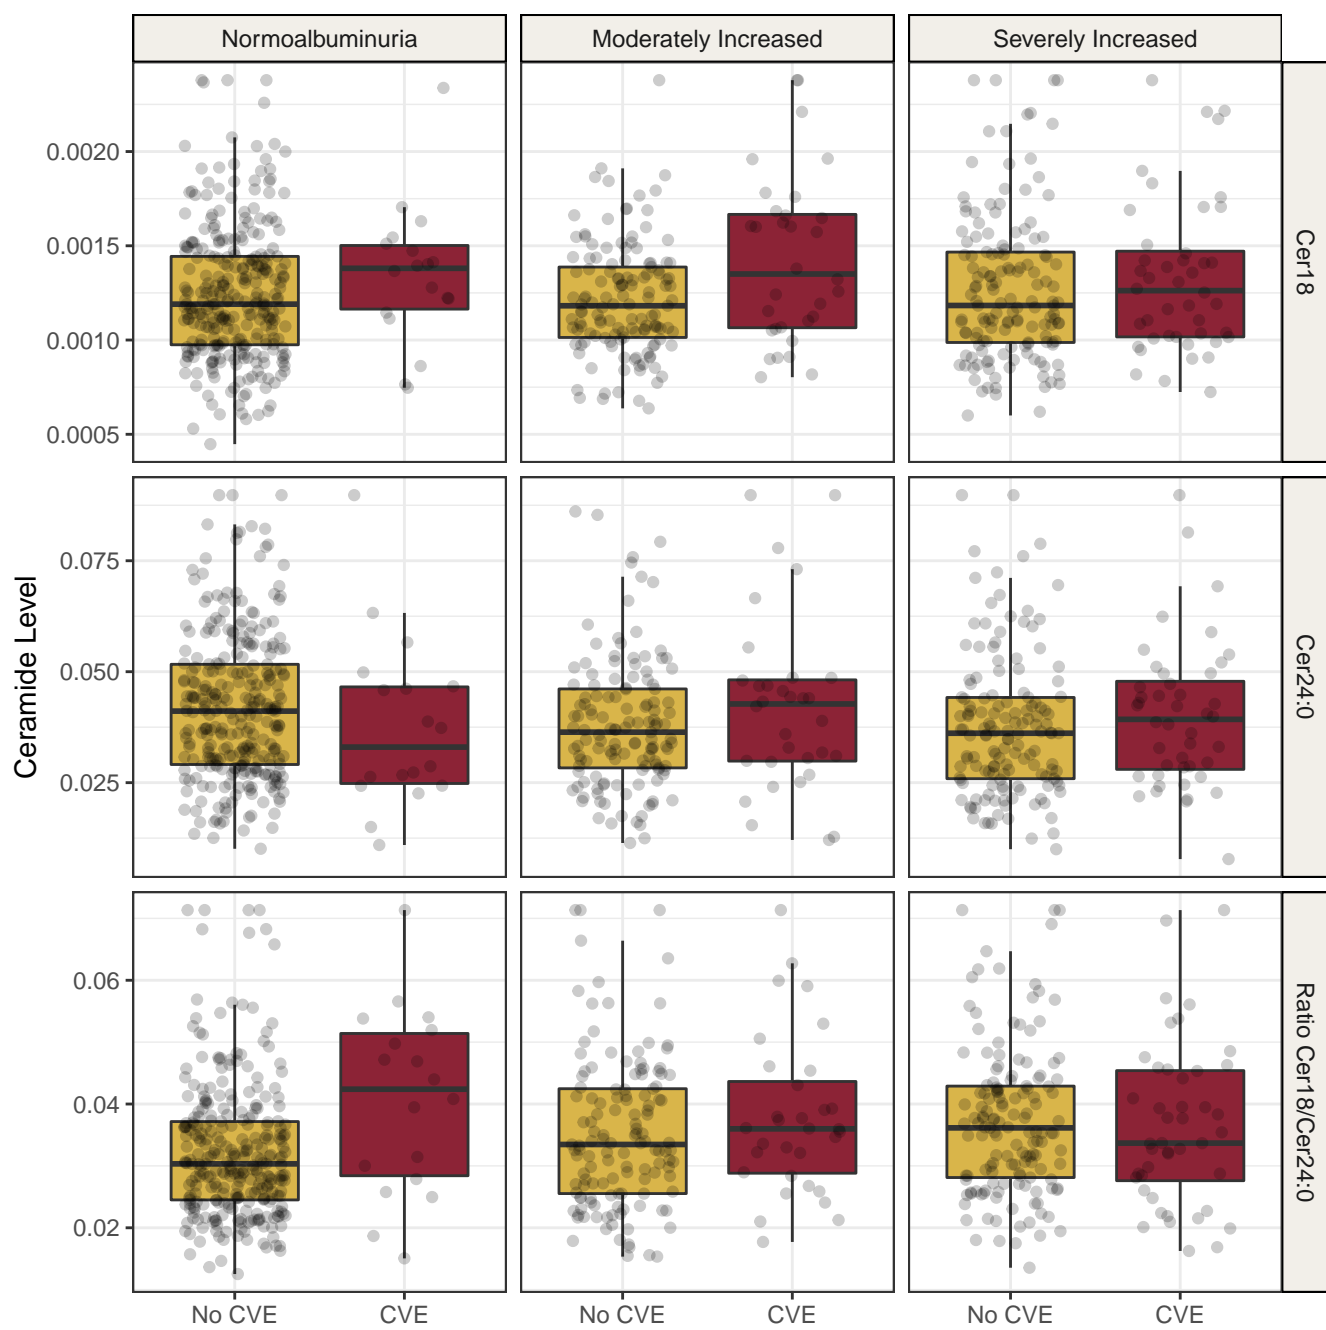 Normoalbuminuria
Moderately Increased
Severely Increased
Ceramide Level
0.0020
0.0015
0.0010
0.0005
Cer18
0.075
0.050
0.025
Cer24:0
0.06
0.04
0.02
Ratio Cer18/Cer24:0
No CVE
CVE
No CVE
CVE
No CVE
CVE